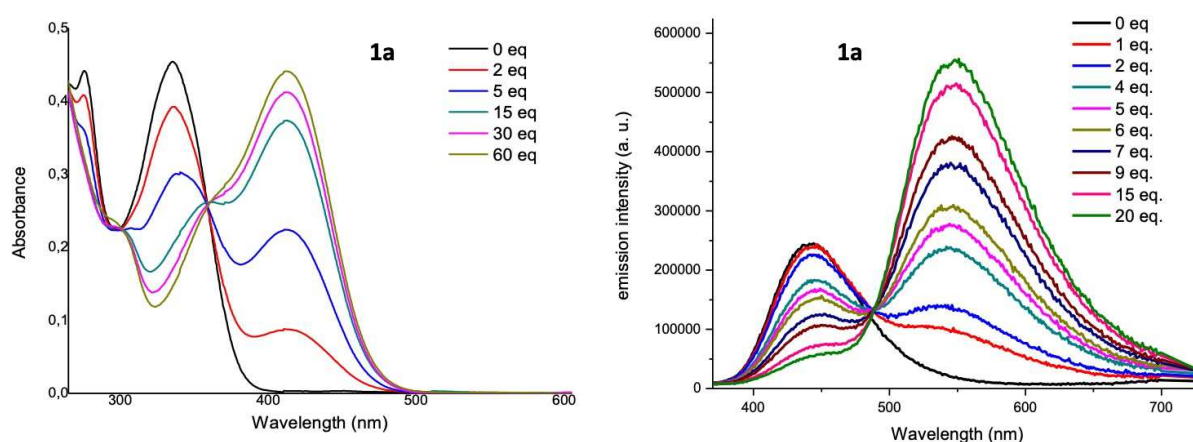 0,5
0,4
0,3
0,2
0,1
0,0
Absorbance
300
400
500
600
Wavelength (nm)
1a
0 eq
2 eq
5 eq
15 eq
30 eq
60 eq
600000
500000
400000
300000
200000
100000
0
emission intensity (a. u.)
400
500
600
700
Wavelength (nm)
1a
0 eq
1 eq.
2 eq.
4 eq.
5 eq.
6 eq.
7 eq.
9 eq.
15 eq.
20 eq.